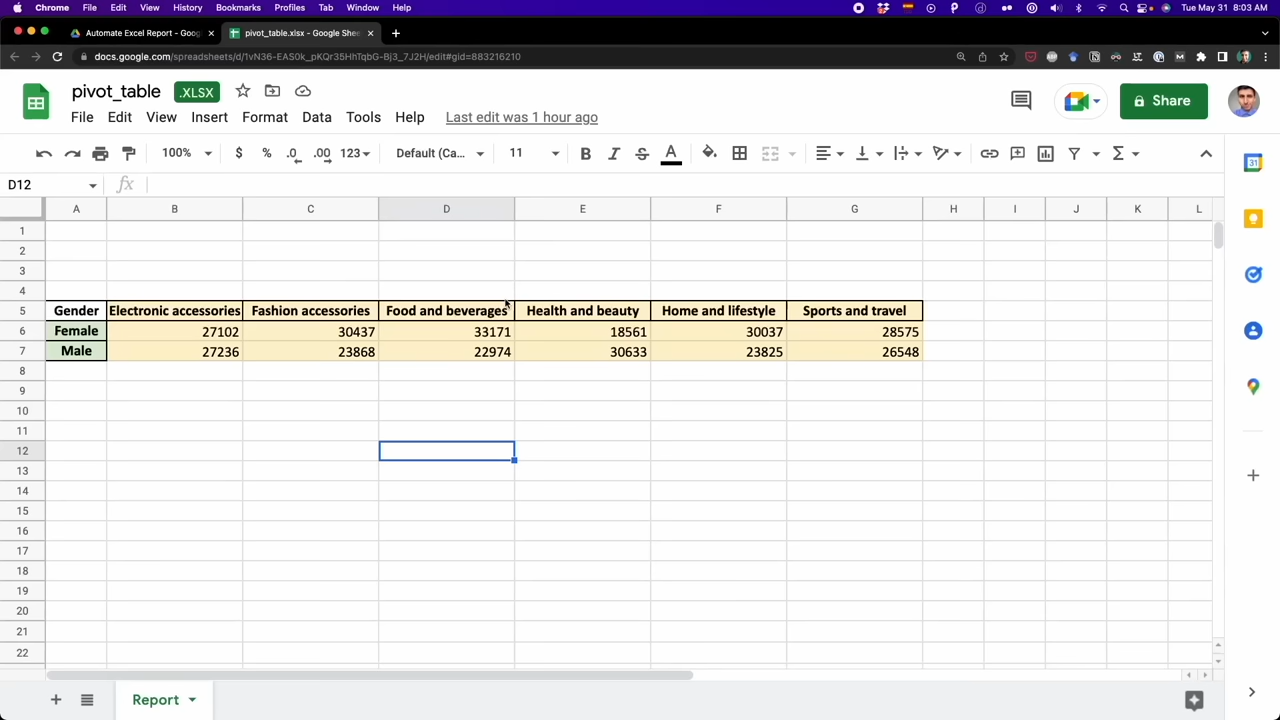 Chrome File Edit View History Bookmarks Profiles Tab Window Help Tue May 31 8:03 AM
Automate Excel Report - Goog pivot_table.xlsx - Google Shee
docs.google.com/spreadsheets/d/1vN36-EAS0k_pKQr35HhTqbG-Bj3_7J2H/edit#gid=883216210
pivot_table .XLSX
Share
File Edit View Insert Format Data Tools Help Last edit was 1 hour ago
100% $ % .0 .00 123 Default (Ca... 11 B I S A
D12 fx
A B C D E F G H I J K L
1
2
3
4
5 Gender Electronic accessories Fashion accessories Food and beverages Health and beauty Home and lifestyle Sports and travel
6 Female 27102 30437 33171 18561 30037 28575
7 Male 27236 23868 22974 30633 23825 26548
8
9
10
11
12
13
14
15
16
17
18
19
20
21
22
Report